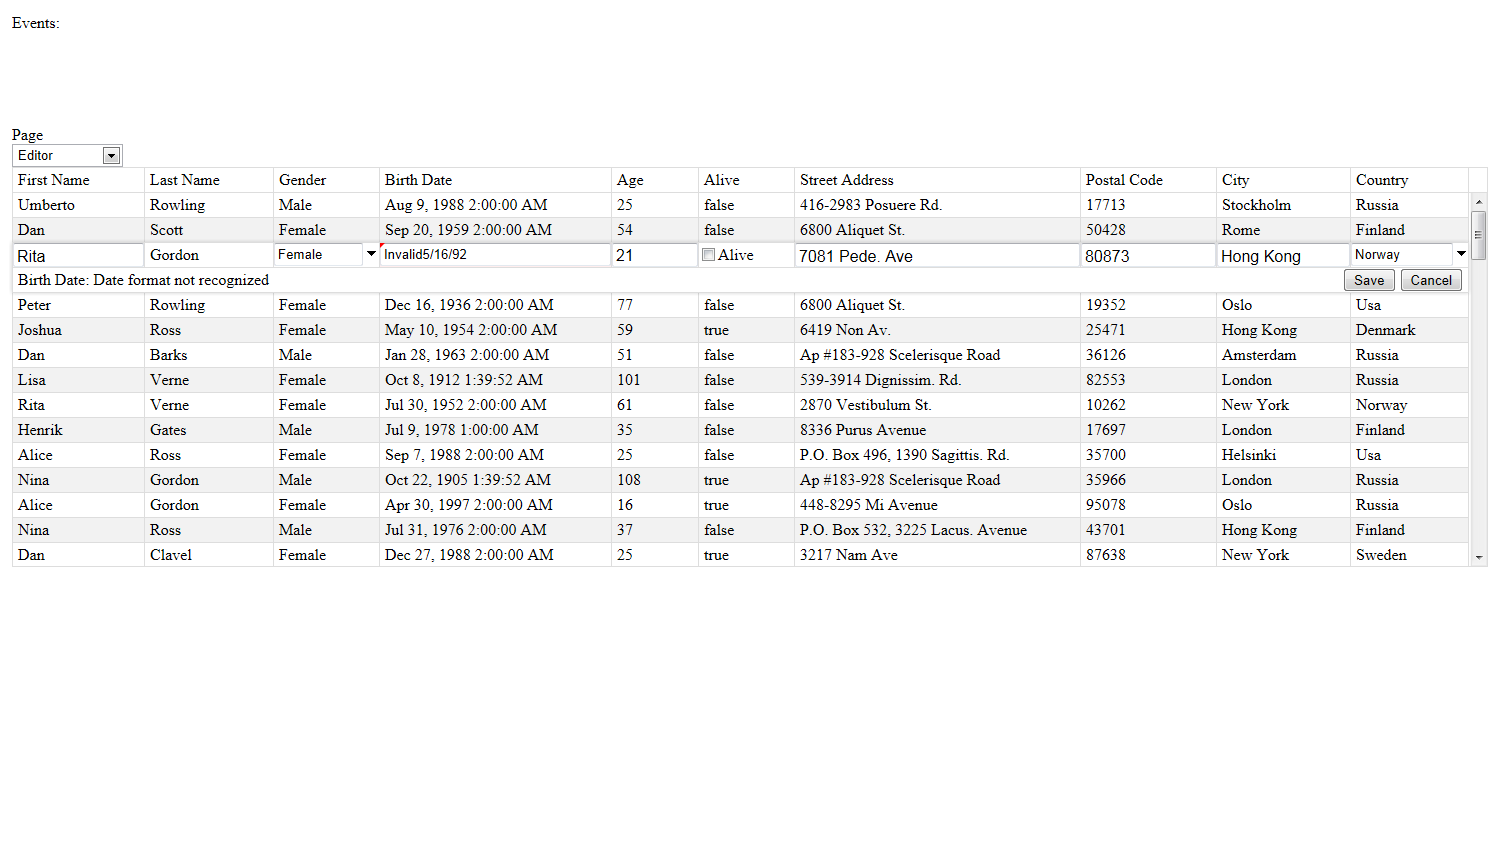 Events:
Page
Editor
First Name Last Name Gender Birth Date Age Alive Street Address Postal Code City Country
Umberto Rowling Male Aug 9, 1988 2:00:00 AM 25 false 416-2983 Posuere Rd. 17713 Stockholm Russia
Dan Scott Female Sep 20, 1959 2:00:00 AM 54 false 6800 Aliquet St. 50428 Rome Finland
Rita Gordon Female Invalid5/16/92 21 Alive 7081 Pede. Ave 80873 Hong Kong Norway
Birth Date: Date format not recognized Save Cancel
Peter Rowling Female Dec 16, 1936 2:00:00 AM 77 false 6800 Aliquet St. 19352 Oslo Usa
Joshua Ross Female May 10, 1954 2:00:00 AM 59 true 6419 Non Av. 25471 Hong Kong Denmark
Dan Barks Male Jan 28, 1963 2:00:00 AM 51 false Ap #183-928 Scelerisque Road 36126 Amsterdam Russia
Lisa Verne Female Oct 8, 1912 1:39:52 AM 101 false 539-3914 Dignissim. Rd. 82553 London Russia
Rita Verne Female Jul 30, 1952 2:00:00 AM 61 false 2870 Vestibulum St. 10262 New York Norway
Henrik Gates Male Jul 9, 1978 1:00:00 AM 35 false 8336 Purus Avenue 17697 London Finland
Alice Ross Female Sep 7, 1988 2:00:00 AM 25 false P.O. Box 496, 1390 Sagittis. Rd. 35700 Helsinki Usa
Nina Gordon Male Oct 22, 1905 1:39:52 AM 108 true Ap #183-928 Scelerisque Road 35966 London Russia
Alice Gordon Female Apr 30, 1997 2:00:00 AM 16 true 448-8295 Mi Avenue 95078 Oslo Russia
Nina Ross Male Jul 31, 1976 2:00:00 AM 37 false P.O. Box 532, 3225 Lacus. Avenue 43701 Hong Kong Finland
Dan Clavel Female Dec 27, 1988 2:00:00 AM 25 true 3217 Nam Ave 87638 New York Sweden